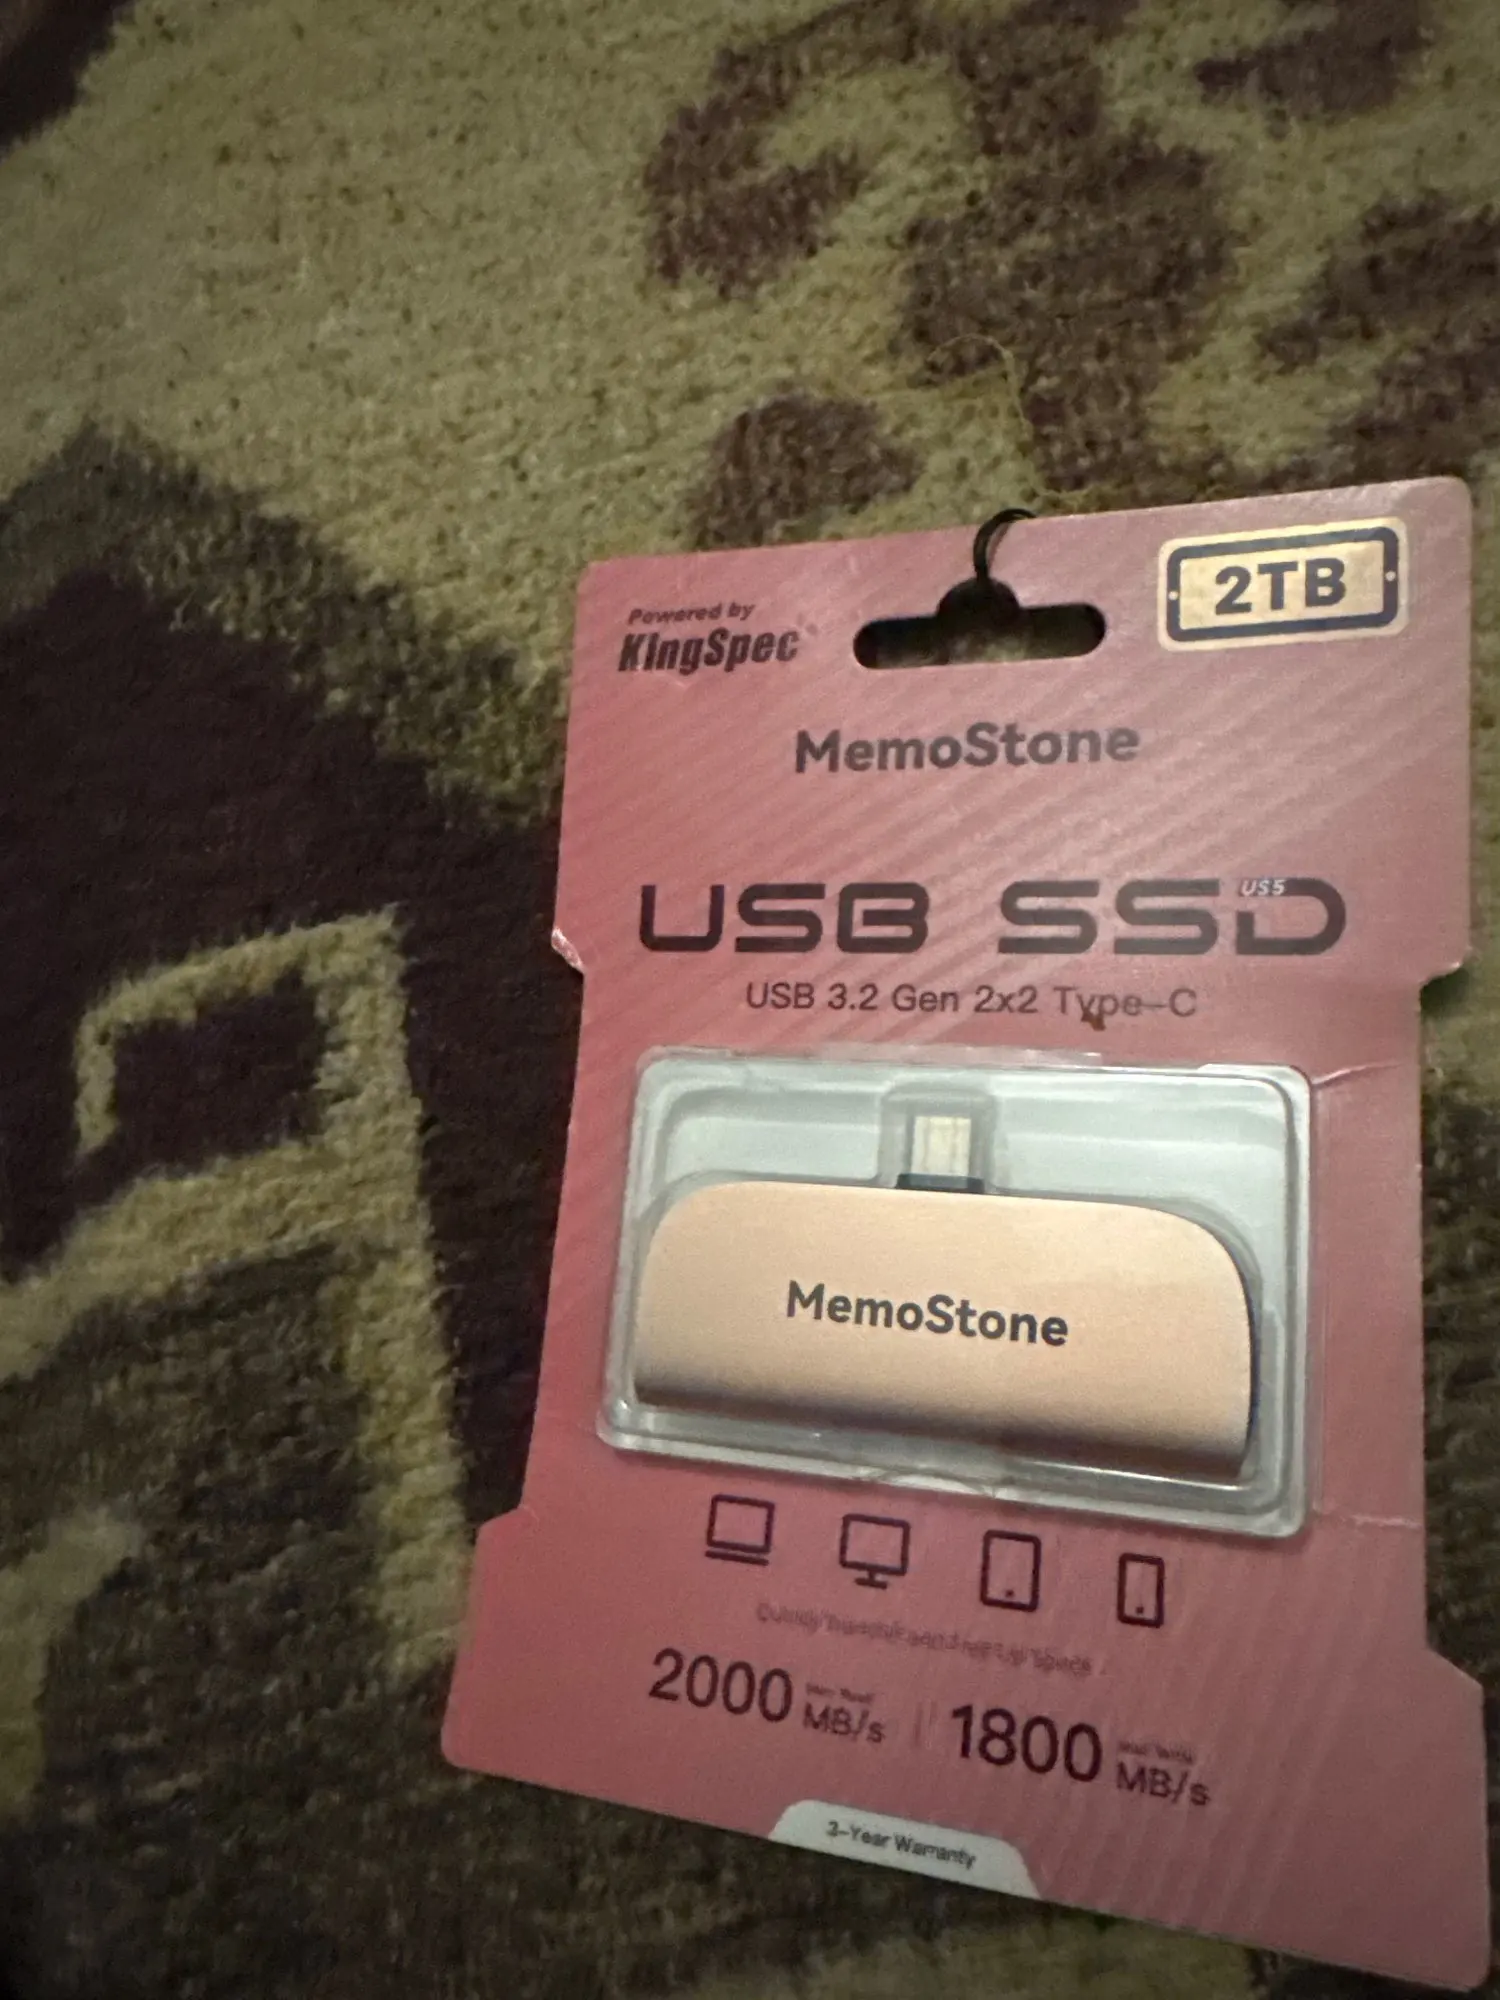 Powered by
KingSpec
2TB
MemoStone
USB SSD
US5
USB 3.2 Gen 2x2 Type-C
MemoStone
2000 MB/s
1800 MB/s
3-Year Warranty